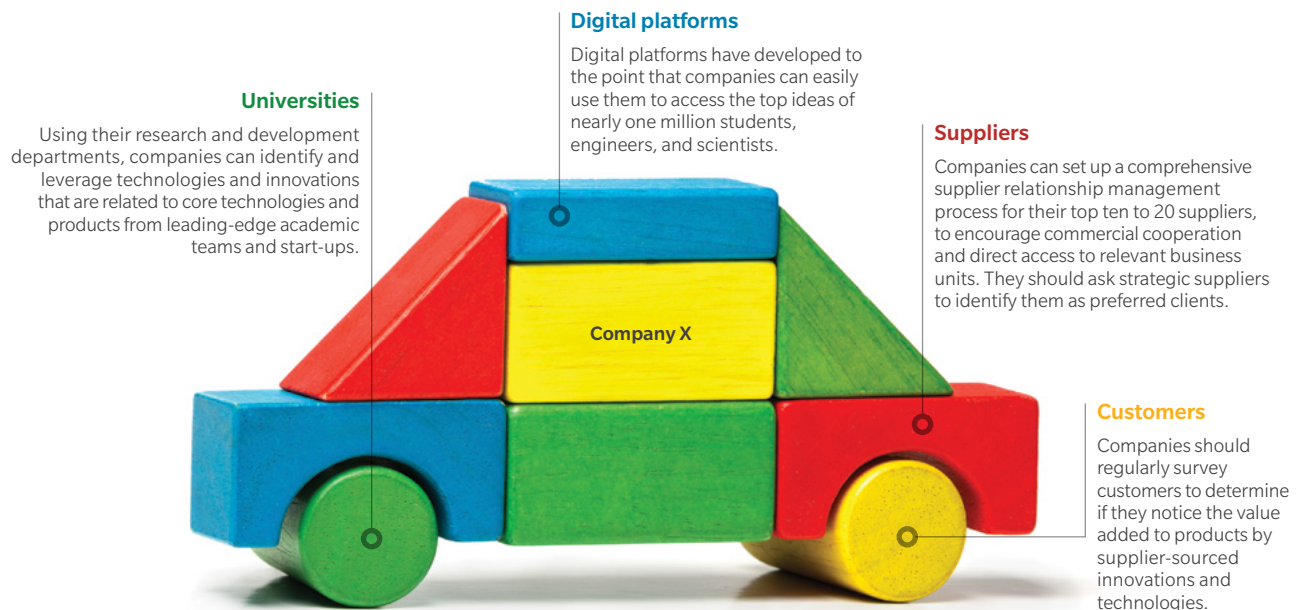 Digital platforms
Digital platforms have developed to
the point that companies can easily
use them to access the top ideas of
nearly one million students,
engineers, and scientists.
Universities
Using their research and development
departments, companies can identify and
leverage technologies and innovations
that are related to core technologies and
products from leading-edge academic
teams and start-ups.
Suppliers
Companies can set up a comprehensive
supplier relationship management
process for their top ten to 20 suppliers,
to encourage commercial cooperation
and direct access to relevant business
units. They should ask strategic suppliers
to identify them as preferred clients.
Company X
Customers
Companies should
regularly survey
customers to determine
if they notice the value
added to products by
supplier-sourced
innovations and
technologies.